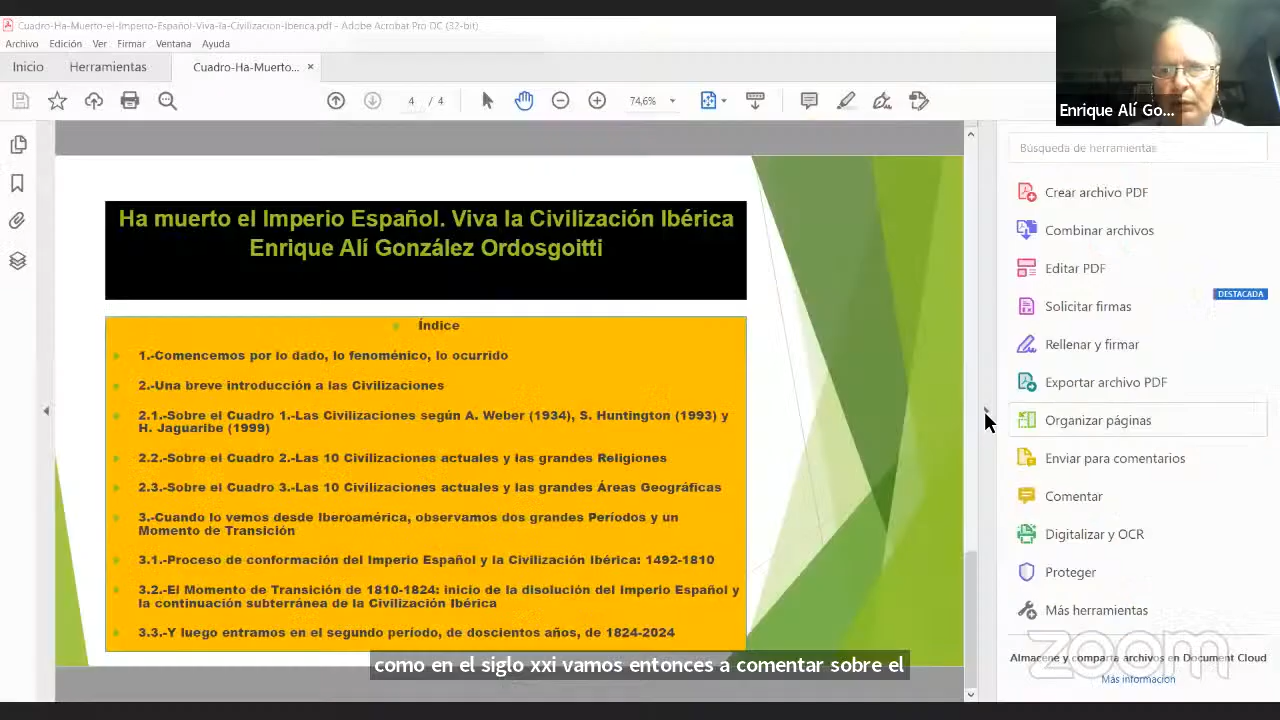 Cuadro-Ha-Muerto-el-Imperio-Español-Viva-la-Civilizacion-Iberica.pdf - Adobe Acrobat Pro DC (32-bit)
Archivo Edición Ver Firmar Ventana Ayuda
Inicio Herramientas Cuadro-Ha-Muerto... ×
4 / 4 74,6%
Enrique Alí Go...
Búsqueda de herramientas
Crear archivo PDF
Combinar archivos
Editar PDF
DESTACADA
Solicitar firmas
Rellenar y firmar
Exportar archivo PDF
Organizar páginas
Enviar para comentarios
Comentar
Digitalizar y OCR
Proteger
Más herramientas
Almacene y comparta archivos en Document Cloud
Más información
zoom
Ha muerto el Imperio Español. Viva la Civilización Ibérica
Enrique Alí González Ordosgoitti
Índice
1.-Comencemos por lo dado, lo fenoménico, lo ocurrido
2.-Una breve introducción a las Civilizaciones
2.1.-Sobre el Cuadro 1.-Las Civilizaciones según A. Weber (1934), S. Huntington (1993) y
H. Jaguaribe (1999)
2.2.-Sobre el Cuadro 2.-Las 10 Civilizaciones actuales y las grandes Religiones
2.3.-Sobre el Cuadro 3.-Las 10 Civilizaciones actuales y las grandes Áreas Geográficas
3.-Cuando lo vemos desde Iberoamérica, observamos dos grandes Períodos y un
Momento de Transición
3.1.-Proceso de conformación del Imperio Español y la Civilización Ibérica: 1492-1810
3.2.-El Momento de Transición de 1810-1824: inicio de la disolución del Imperio Español y
la continuación subterránea de la Civilización Ibérica
3.3.-Y luego entramos en el segundo período, de doscientos años, de 1824-2024
como en el siglo xxi vamos entonces a comentar sobre el